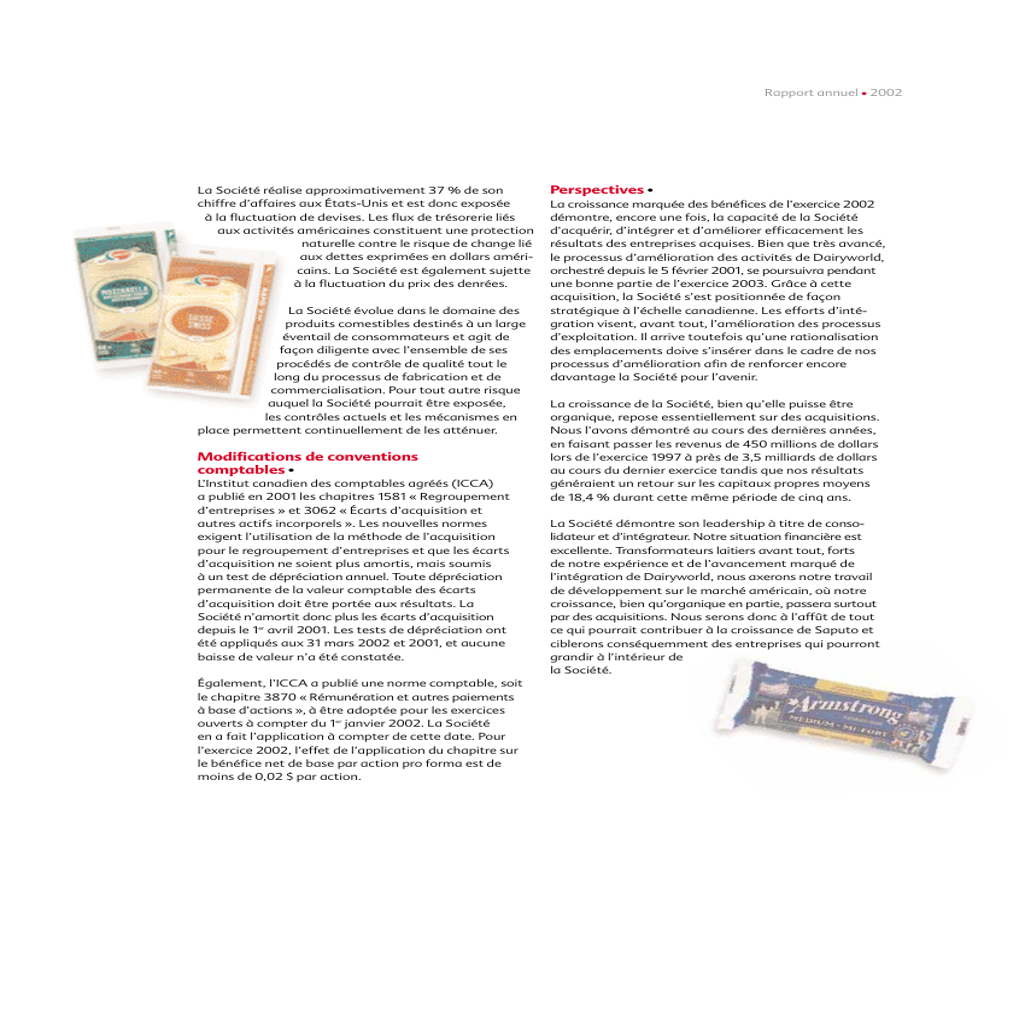 Rapport annuel • 2002
La Société réalise approximativement 37 % de son
chiffre d'affaires aux États-Unis et est donc exposée
à la fluctuation de devises. Les flux de trésorerie liés
aux activités américaines constituent une protection
naturelle contre le risque de change lié
aux dettes exprimées en dollars améri-
cains. La Société est également sujette
à la fluctuation du prix des denrées.
La Société évolue dans le domaine des
produits comestibles destinés à un large
éventail de consommateurs et agit de
façon diligente avec l'ensemble de ses
procédés de contrôle de qualité tout le
long du processus de fabrication et de
commercialisation. Pour tout autre risque
auquel la Société pourrait être exposée,
les contrôles actuels et les mécanismes en
place permettent continuellement de les atténuer.
Modifications de conventions
comptables •
L'Institut canadien des comptables agréés (ICCA)
a publié en 2001 les chapitres 1581 « Regroupement
d'entreprises » et 3062 « Écarts d'acquisition et
autres actifs incorporels ». Les nouvelles normes
exigent l'utilisation de la méthode de l'acquisition
pour le regroupement d'entreprises et que les écarts
d'acquisition ne soient plus amortis, mais soumis
à un test de dépréciation annuel. Toute dépréciation
permanente de la valeur comptable des écarts
d'acquisition doit être portée aux résultats. La
Société n'amortit donc plus les écarts d'acquisition
depuis le 1er avril 2001. Les tests de dépréciation ont
été appliqués aux 31 mars 2002 et 2001, et aucune
baisse de valeur n'a été constatée.
Également, l'ICCA a publié une norme comptable, soit
le chapitre 3870 « Rémunération et autres paiements
à base d'actions », à être adoptée pour les exercices
ouverts à compter du 1er janvier 2002. La Société
en a fait l'application à compter de cette date. Pour
l'exercice 2002, l'effet de l'application du chapitre sur
le bénéfice net de base par action pro forma est de
moins de 0,02 $ par action.
Perspectives •
La croissance marquée des bénéfices de l'exercice 2002
démontre, encore une fois, la capacité de la Société
d'acquérir, d'intégrer et d'améliorer efficacement les
résultats des entreprises acquises. Bien que très avancé,
le processus d'amélioration des activités de Dairyworld,
orchestré depuis le 5 février 2001, se poursuivra pendant
une bonne partie de l'exercice 2003. Grâce à cette
acquisition, la Société s'est positionnée de façon
stratégique à l'échelle canadienne. Les efforts d'inté-
gration visent, avant tout, l'amélioration des processus
d'exploitation. Il arrive toutefois qu'une rationalisation
des emplacements doive s'insérer dans le cadre de nos
processus d'amélioration afin de renforcer encore
davantage la Société pour l'avenir.
La croissance de la Société, bien qu'elle puisse être
organique, repose essentiellement sur des acquisitions.
Nous l'avons démontré au cours des dernières années,
en faisant passer les revenus de 450 millions de dollars
lors de l'exercice 1997 à près de 3,5 milliards de dollars
au cours du dernier exercice tandis que nos résultats
généraient un retour sur les capitaux propres moyens
de 18,4 % durant cette même période de cinq ans.
La Société démontre son leadership à titre de conso-
lidateur et d'intégrateur. Notre situation financière est
excellente. Transformateurs laitiers avant tout, forts
de notre expérience et de l'avancement marqué de
l'intégration de Dairyworld, nous axerons notre travail
de développement sur le marché américain, où notre
croissance, bien qu'organique en partie, passera surtout
par des acquisitions. Nous serons donc à l'affût de tout
ce qui pourrait contribuer à la croissance de Saputo et
ciblerons conséquemment des entreprises qui pourront
grandir à l'intérieur de
la Société.
MOZZARELLA
SUISSE
SWISS
Armstrong
MEDIUM • MI-FORT